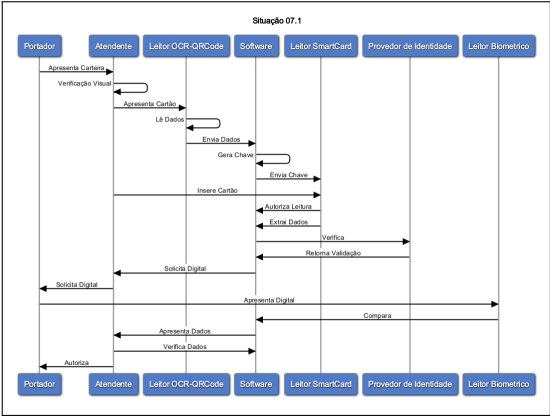 Situação 07.1
Portador Atendente Leitor OCR-QRCode Software Leitor SmartCard Provedor de Identidade Leitor Biometrico
Apresenta Carteira
Verificação Visual
Apresenta Cartão
Lê Dados
Envia Dados
Gera Chave
Envia Chave
Insere Cartão
Autoriza Leitura
Extrai Dados
Verifica
Retorna Validação
Solicita Digital
Solicita Digital
Apresenta Digital
Compara
Apresenta Dados
Verifica Dados
Autoriza
Portador Atendente Leitor OCR-QRCode Software Leitor SmartCard Provedor de Identidade Leitor Biometrico